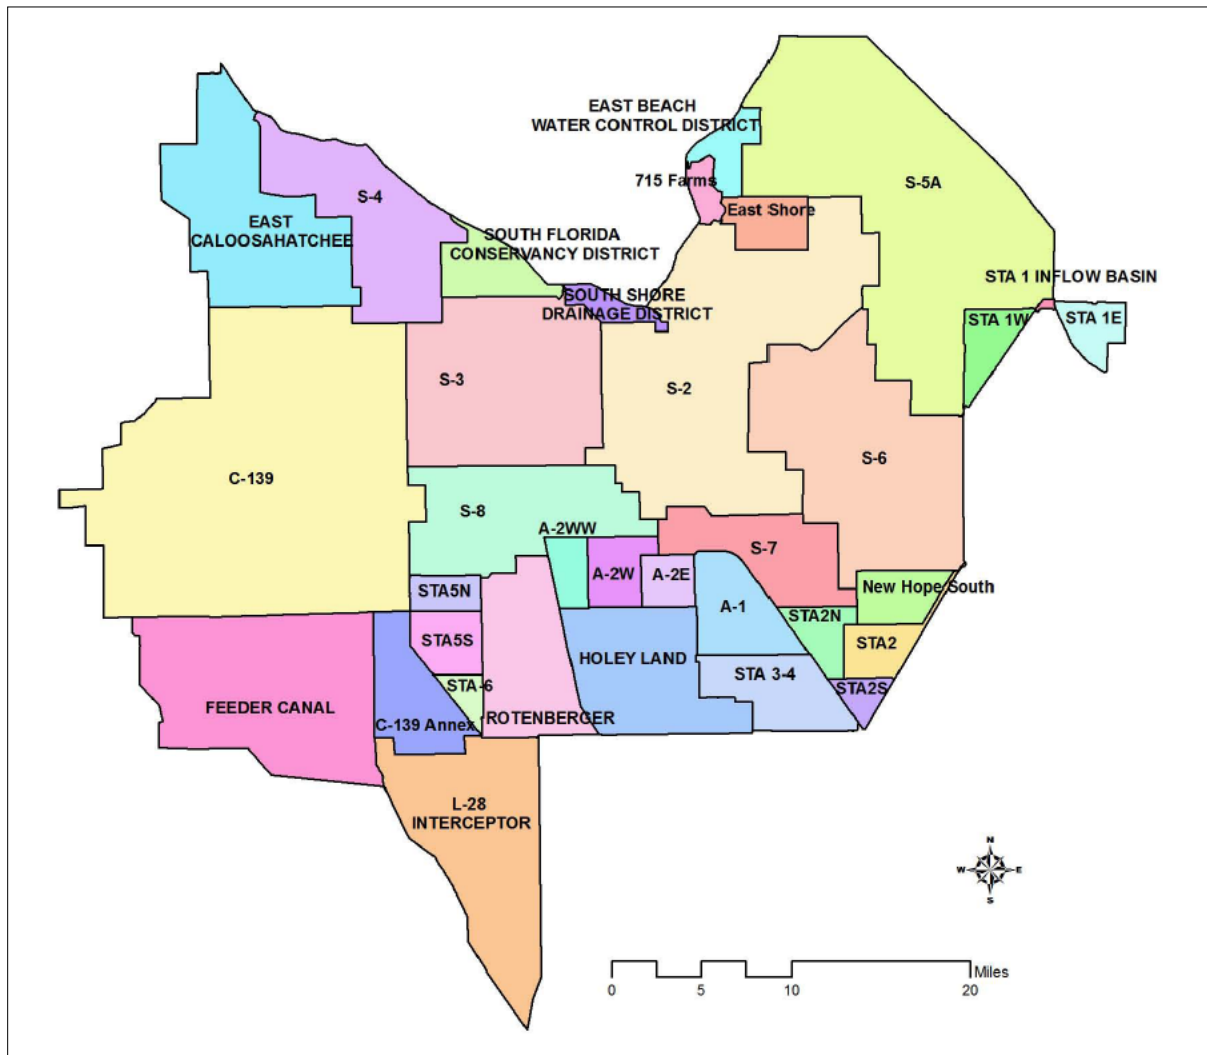 EAST BEACH
WATER CONTROL DISTRICT
715 Farms
S-5A
S-4
East Shore
EAST
CALOOSAHATCHEE
SOUTH FLORIDA
CONSERVANCY DISTRICT
STA 1 INFLOW BASIN
SOUTH SHORE
DRAINAGE DISTRICT
STA 1W
STA 1E
S-3
S-2
S-6
C-139
S-8
A-2WW
S-7
A-2W
A-2E
STA5N
New Hope South
A-1
STA2N
STA5S
STA2
HOLEY LAND
STA 3-4
STA-6
STA2S
FEEDER CANAL
C-139 Annex
ROTENBERGER
L-28
INTERCEPTOR
N
W
E
S
Miles
0
5
10
20